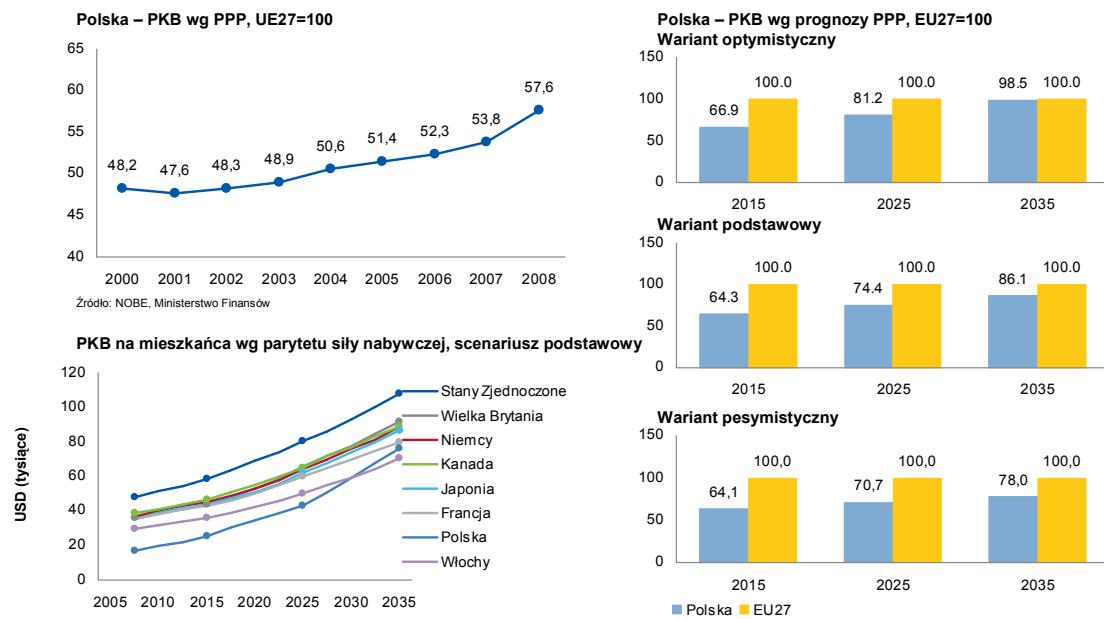 Polska – PKB wg PPP, UE27=100
65
60
55
50
45
40
48,2
47,6
48,3
48,9
50,6
51,4
52,3
53,8
57,6
2000 2001 2002 2003 2004 2005 2006 2007 2008
Źródło: NOBE, Ministerstwo Finansów
PKB na mieszkańca wg parytetu siły nabywczej, scenariusz podstawowy
USD (tysiące)
120
100
80
60
40
20
0
2005 2010 2015 2020 2025 2030 2035
Stany Zjednoczone
Wielka Brytania
Niemcy
Kanada
Japonia
Francja
Polska
Włochy
Polska – PKB wg prognozy PPP, EU27=100
Wariant optymistyczny
150
100
50
0
66.9 100.0 81.2 100.0 98.5 100.0
2015 2025 2035
Wariant podstawowy
150
100
50
0
64.3 100.0 74.4 100.0 86.1 100.0
2015 2025 2035
Wariant pesymistyczny
150
100
50
0
64,1 100,0 70,7 100,0 78,0 100,0
2015 2025 2035
Polska EU27